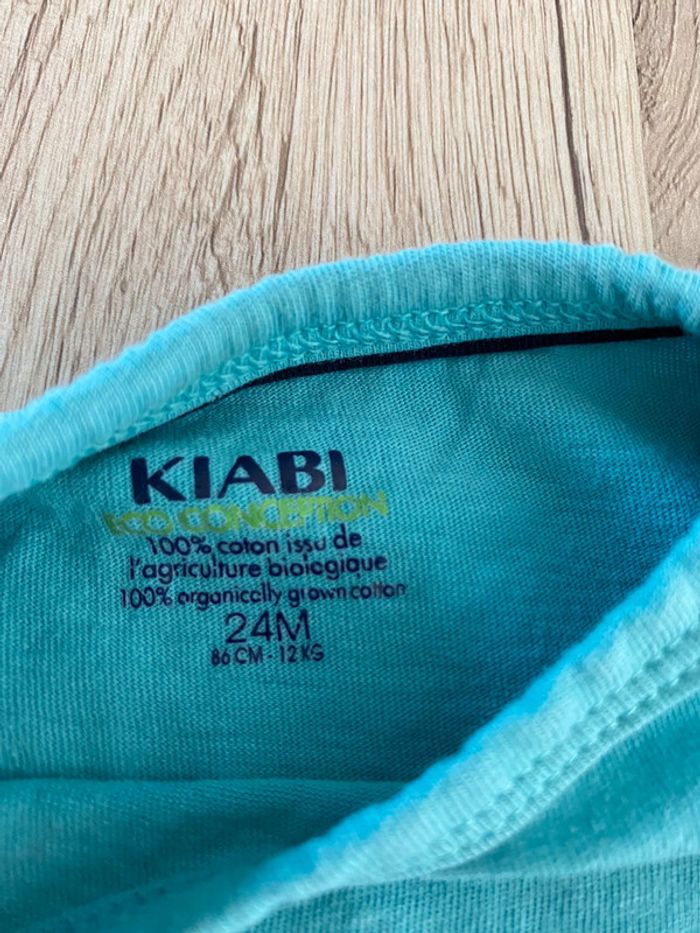 KIABI
ECO CONCEPTION
100% coton issu de
l'agriculture biologique
100% organically grown cotton
24M
86 CM - 12 KG